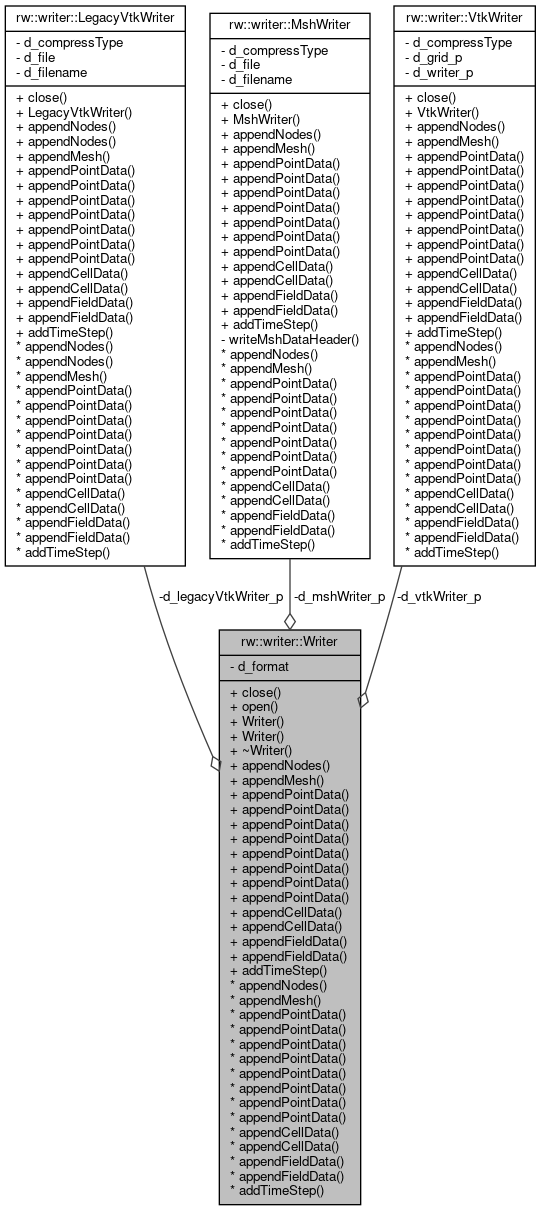 rw::writer::LegacyVtkWriter
- d_compressType
- d_file
- d_filename
+ close()
+ LegacyVtkWriter()
+ appendNodes()
+ appendNodes()
+ appendMesh()
+ appendPointData()
+ appendPointData()
+ appendPointData()
+ appendPointData()
+ appendPointData()
+ appendPointData()
+ appendPointData()
+ appendCellData()
+ appendCellData()
+ appendFieldData()
+ appendFieldData()
+ addTimeStep()
* appendNodes()
* appendNodes()
* appendMesh()
* appendPointData()
* appendPointData()
* appendPointData()
* appendPointData()
* appendPointData()
* appendPointData()
* appendPointData()
* appendCellData()
* appendCellData()
* appendFieldData()
* appendFieldData()
* addTimeStep()
rw::writer::MshWriter
- d_compressType
- d_file
- d_filename
+ close()
+ MshWriter()
+ appendNodes()
+ appendMesh()
+ appendPointData()
+ appendPointData()
+ appendPointData()
+ appendPointData()
+ appendPointData()
+ appendPointData()
+ appendPointData()
+ appendCellData()
+ appendCellData()
+ appendFieldData()
+ appendFieldData()
+ addTimeStep()
- writeMshDataHeader()
* appendNodes()
* appendMesh()
* appendPointData()
* appendPointData()
* appendPointData()
* appendPointData()
* appendPointData()
* appendPointData()
* appendPointData()
* appendCellData()
* appendCellData()
* appendFieldData()
* appendFieldData()
* addTimeStep()
rw::writer::VtkWriter
- d_compressType
- d_grid_p
- d_writer_p
+ close()
+ VtkWriter()
+ appendNodes()
+ appendMesh()
+ appendPointData()
+ appendPointData()
+ appendPointData()
+ appendPointData()
+ appendPointData()
+ appendPointData()
+ appendPointData()
+ appendPointData()
+ appendCellData()
+ appendCellData()
+ appendFieldData()
+ appendFieldData()
+ addTimeStep()
* appendNodes()
* appendMesh()
* appendPointData()
* appendPointData()
* appendPointData()
* appendPointData()
* appendPointData()
* appendPointData()
* appendPointData()
* appendPointData()
* appendCellData()
* appendCellData()
* appendFieldData()
* appendFieldData()
* addTimeStep()
-d_legacyVtkWriter_p
-d_mshWriter_p
-d_vtkWriter_p
rw::writer::Writer
- d_format
+ close()
+ open()
+ Writer()
+ Writer()
+ ~Writer()
+ appendNodes()
+ appendMesh()
+ appendPointData()
+ appendPointData()
+ appendPointData()
+ appendPointData()
+ appendPointData()
+ appendPointData()
+ appendPointData()
+ appendPointData()
+ appendCellData()
+ appendCellData()
+ appendFieldData()
+ appendFieldData()
+ addTimeStep()
* appendNodes()
* appendMesh()
* appendPointData()
* appendPointData()
* appendPointData()
* appendPointData()
* appendPointData()
* appendPointData()
* appendPointData()
* appendPointData()
* appendCellData()
* appendCellData()
* appendFieldData()
* appendFieldData()
* addTimeStep()